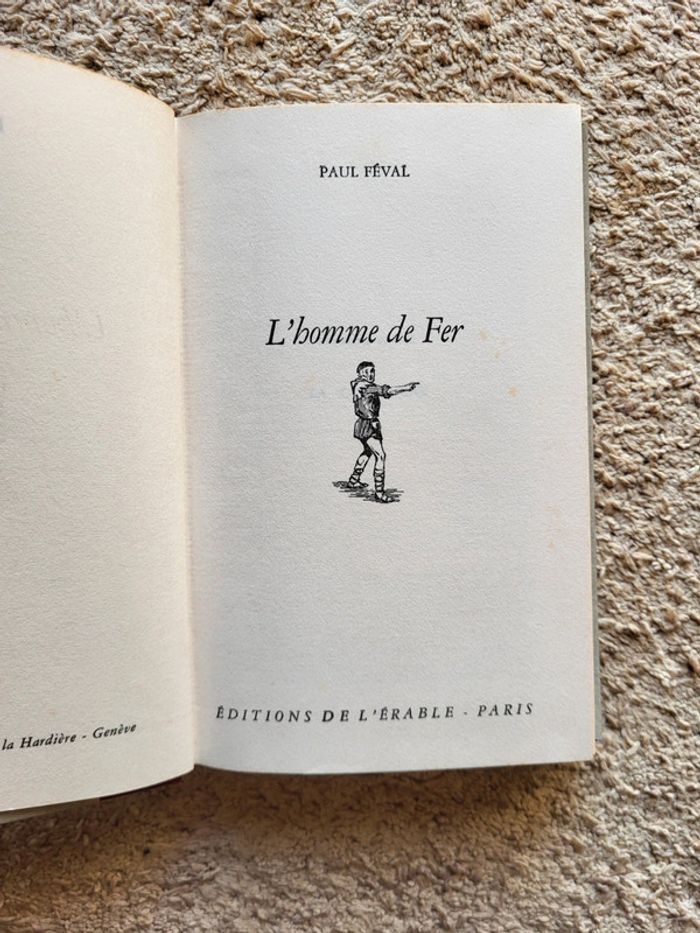 la Hardière - Genève
PAUL FÉVAL
L'homme de Fer
ÉDITIONS DE L'ÉRABLE - PARIS